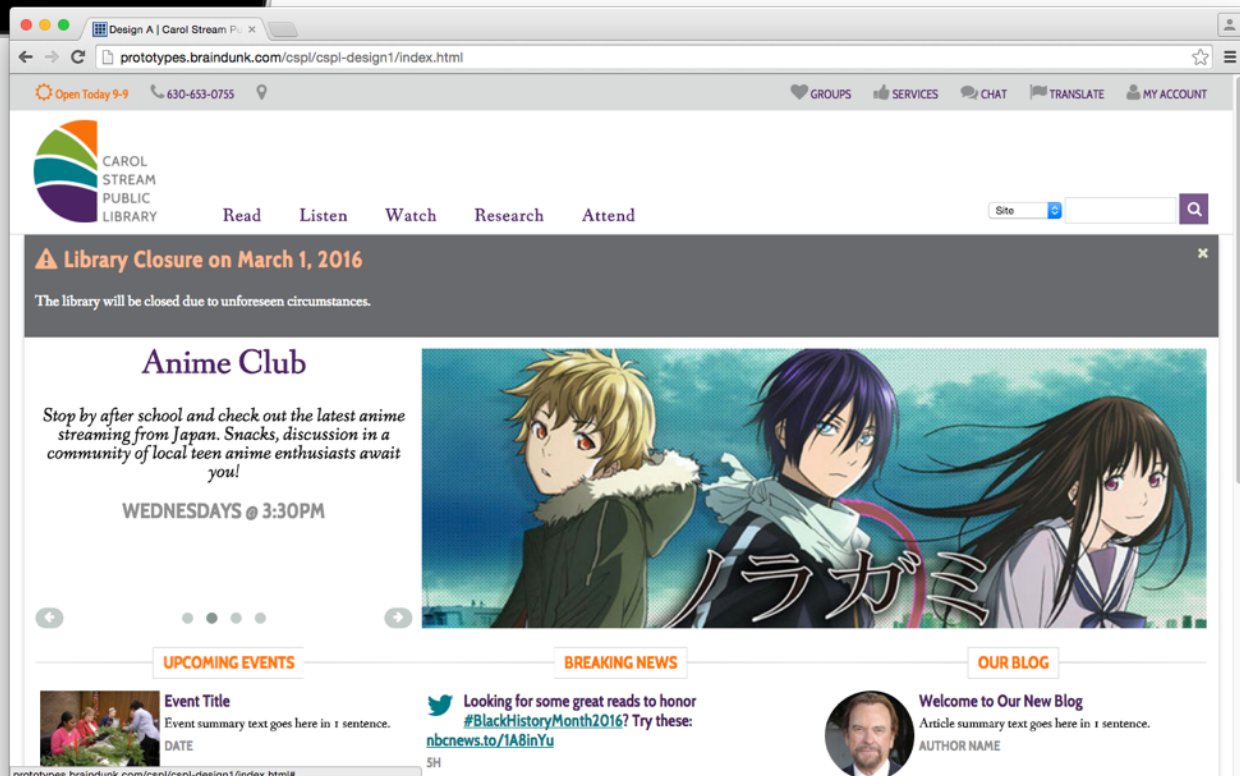 Design A | Carol Stream Pu
prototypes.braindunk.com/cspl/cspl-design1/index.html
Open Today 9-9 630-653-0755 GROUPS SERVICES CHAT TRANSLATE MY ACCOUNT
CAROL
STREAM
PUBLIC
LIBRARY
Read Listen Watch Research Attend
Site
Library Closure on March 1, 2016
The library will be closed due to unforeseen circumstances.
Anime Club
Stop by after school and check out the latest anime
streaming from Japan. Snacks, discussion in a
community of local teen anime enthusiasts await
you!
WEDNESDAYS @ 3:30PM
ノラガミ
UPCOMING EVENTS
Event Title
Event summary text goes here in 1 sentence.
DATE
BREAKING NEWS
Looking for some great reads to honor
#BlackHistoryMonth2016? Try these:
nbcnews.to/1A8inYu
5H
OUR BLOG
Welcome to Our New Blog
Article summary text goes here in 1 sentence.
AUTHOR NAME
prototypes.braindunk.com/cspl/cspl-design1/index.html#